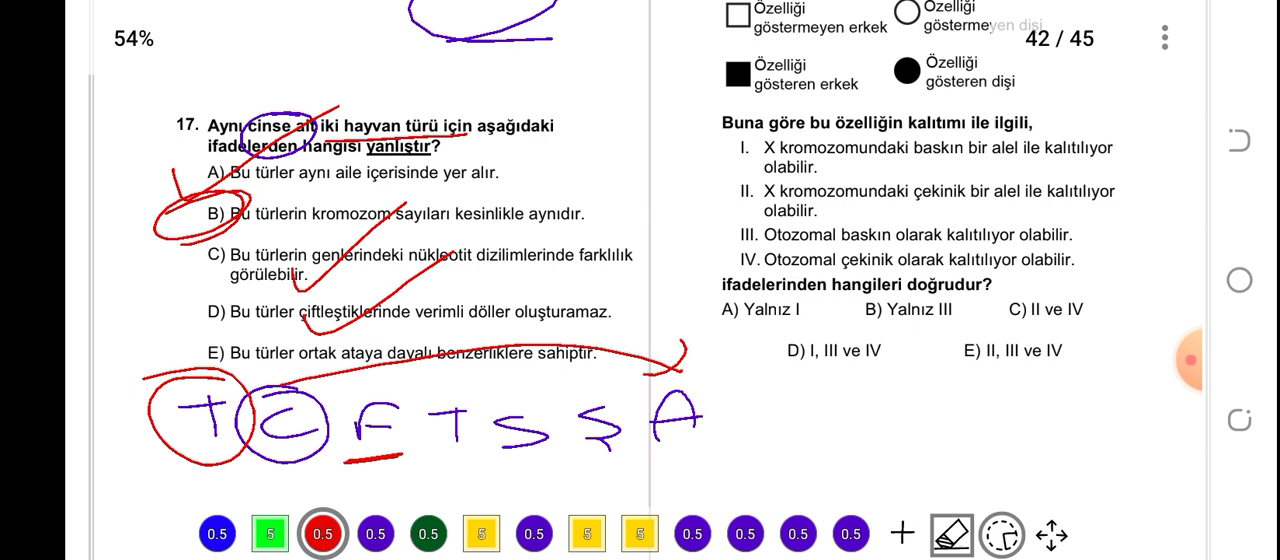 54%
42 / 45
Özelliği
göstermeyen erkek
Özelliği
göstermeyen dişi
Özelliği
gösteren erkek
Özelliği
gösteren dişi
17. Aynı cinse ait iki hayvan türü için aşağıdaki
ifadelerden hangisi yanlıştır?
A) Bu türler aynı aile içerisinde yer alır.
B) Bu türlerin kromozom sayıları kesinlikle aynıdır.
C) Bu türlerin genlerindeki nükleotit dizilimlerinde farklılık
görülebilir.
D) Bu türler çiftleştiklerinde verimli döller oluşturamaz.
E) Bu türler ortak ataya dayalı benzerliklere sahiptir.
T C F T S Ş A
Buna göre bu özelliğin kalıtımı ile ilgili,
I. X kromozomundaki baskın bir alel ile kalıtılıyor
olabilir.
II. X kromozomundaki çekinik bir alel ile kalıtılıyor
olabilir.
III. Otozomal baskın olarak kalıtılıyor olabilir.
IV. Otozomal çekinik olarak kalıtılıyor olabilir.
ifadelerinden hangileri doğrudur?
A) Yalnız I B) Yalnız III C) II ve IV
D) I, III ve IV E) II, III ve IV
0.5 5 0.5 0.5 0.5 5 0.5 5 5 0.5 0.5 0.5 0.5